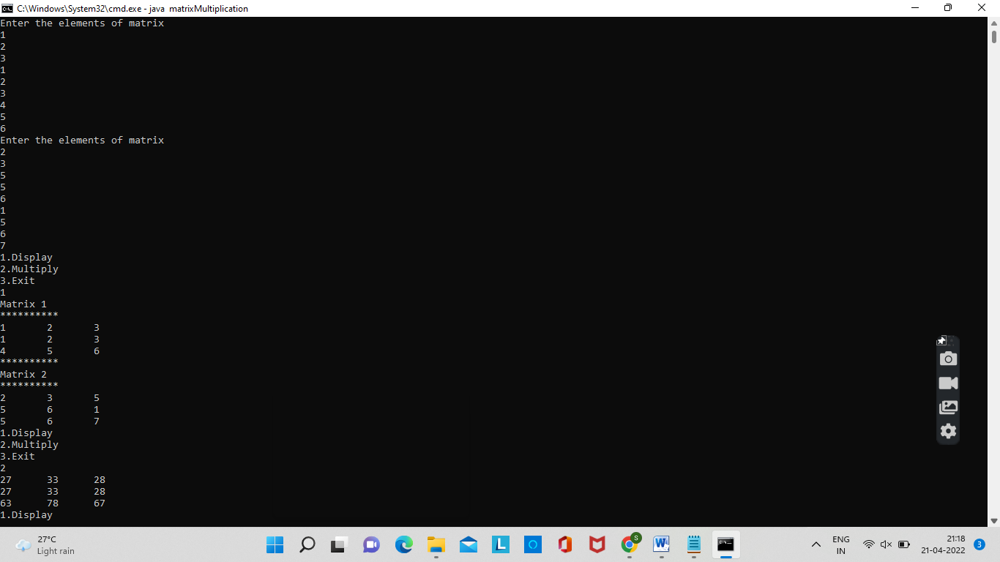 C:\Windows\System32\cmd.exe - java  matrixMultiplication
Enter the elements of matrix
1
2
3
1
2
3
4
5
6
Enter the elements of matrix
2
3
5
5
6
1
5
6
7
1.Display
2.Multiply
3.Exit
1
Matrix 1
**********
1 2 3
1 2 3
4 5 6
**********
Matrix 2
**********
2 3 5
5 6 1
5 6 7
1.Display
2.Multiply
3.Exit
2
27 33 28
27 33 28
63 78 67
1.Display
27°C
Light rain
L
S
W
ENG
IN
21:18
21-04-2022
3